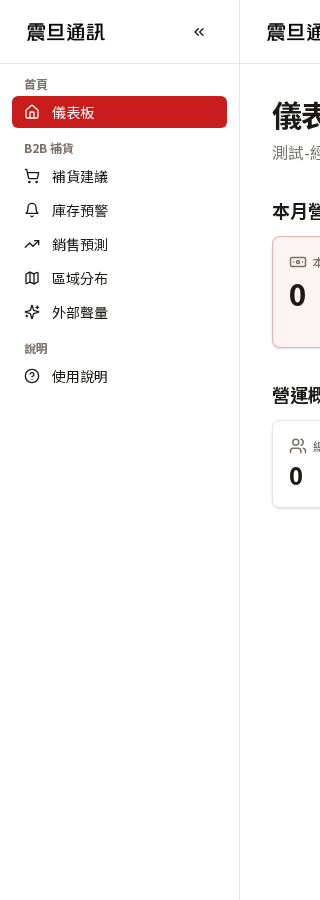 震旦通訊
首頁
儀表板
B2B 補貨
補貨建議
庫存預警
銷售預測
區域分布
外部聲量
說明
使用說明
震旦通
儀表
測試-經
本月營
0
營運概
0